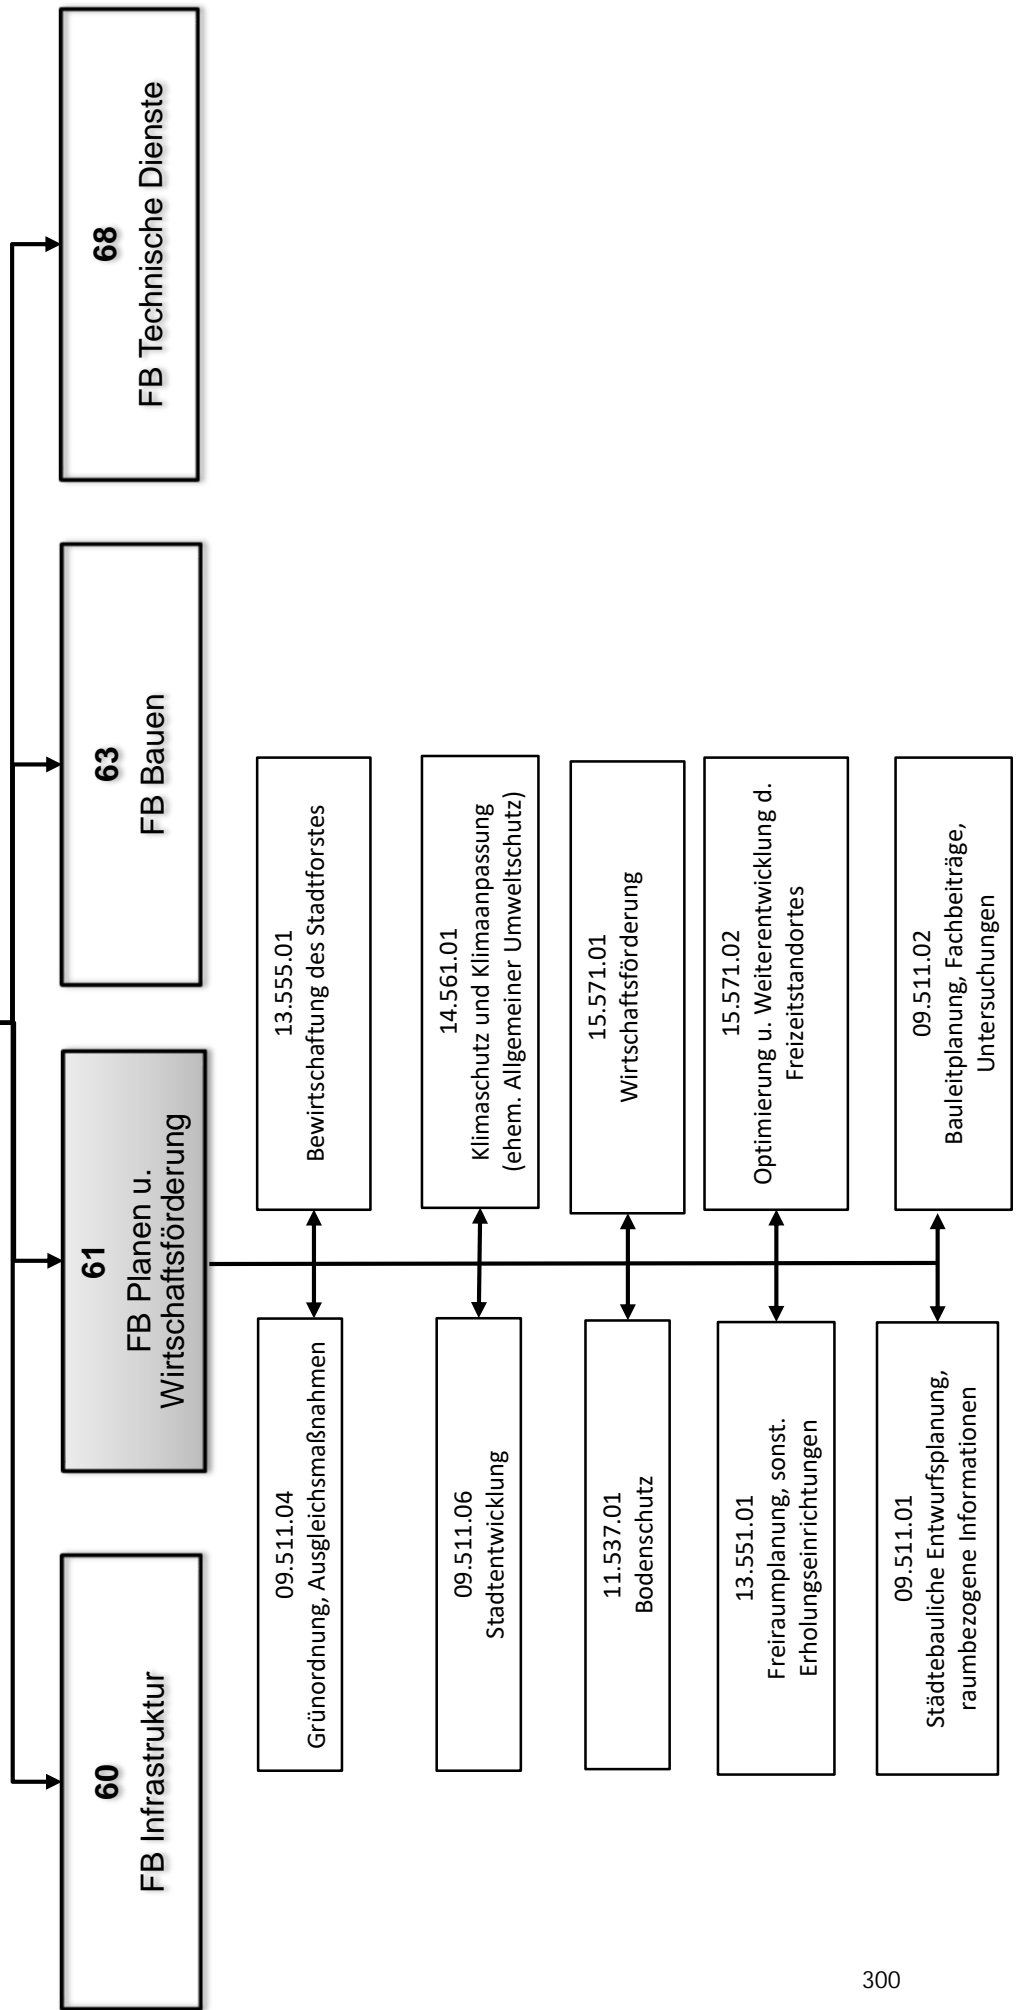 60
FB Infrastruktur
61
FB Planen u.
Wirtschaftsförderung
63
FB Bauen
68
FB Technische Dienste
09.511.04
Grünordnung, Ausgleichsmaßnahmen
13.555.01
Bewirtschaftung des Stadtforstes
09.511.06
Stadtentwicklung
14.561.01
Klimaschutz und Klimaanpassung
(ehem. Allgemeiner Umweltschutz)
11.537.01
Bodenschutz
15.571.01
Wirtschaftsförderung
13.551.01
Freiraumplanung, sonst.
Erholungseinrichtungen
15.571.02
Optimierung u. Weiterentwicklung d.
Freizeitstandortes
09.511.01
Städtebauliche Entwurfsplanung,
raumbezogene Informationen
09.511.02
Bauleitplanung, Fachbeiträge,
Untersuchungen
300